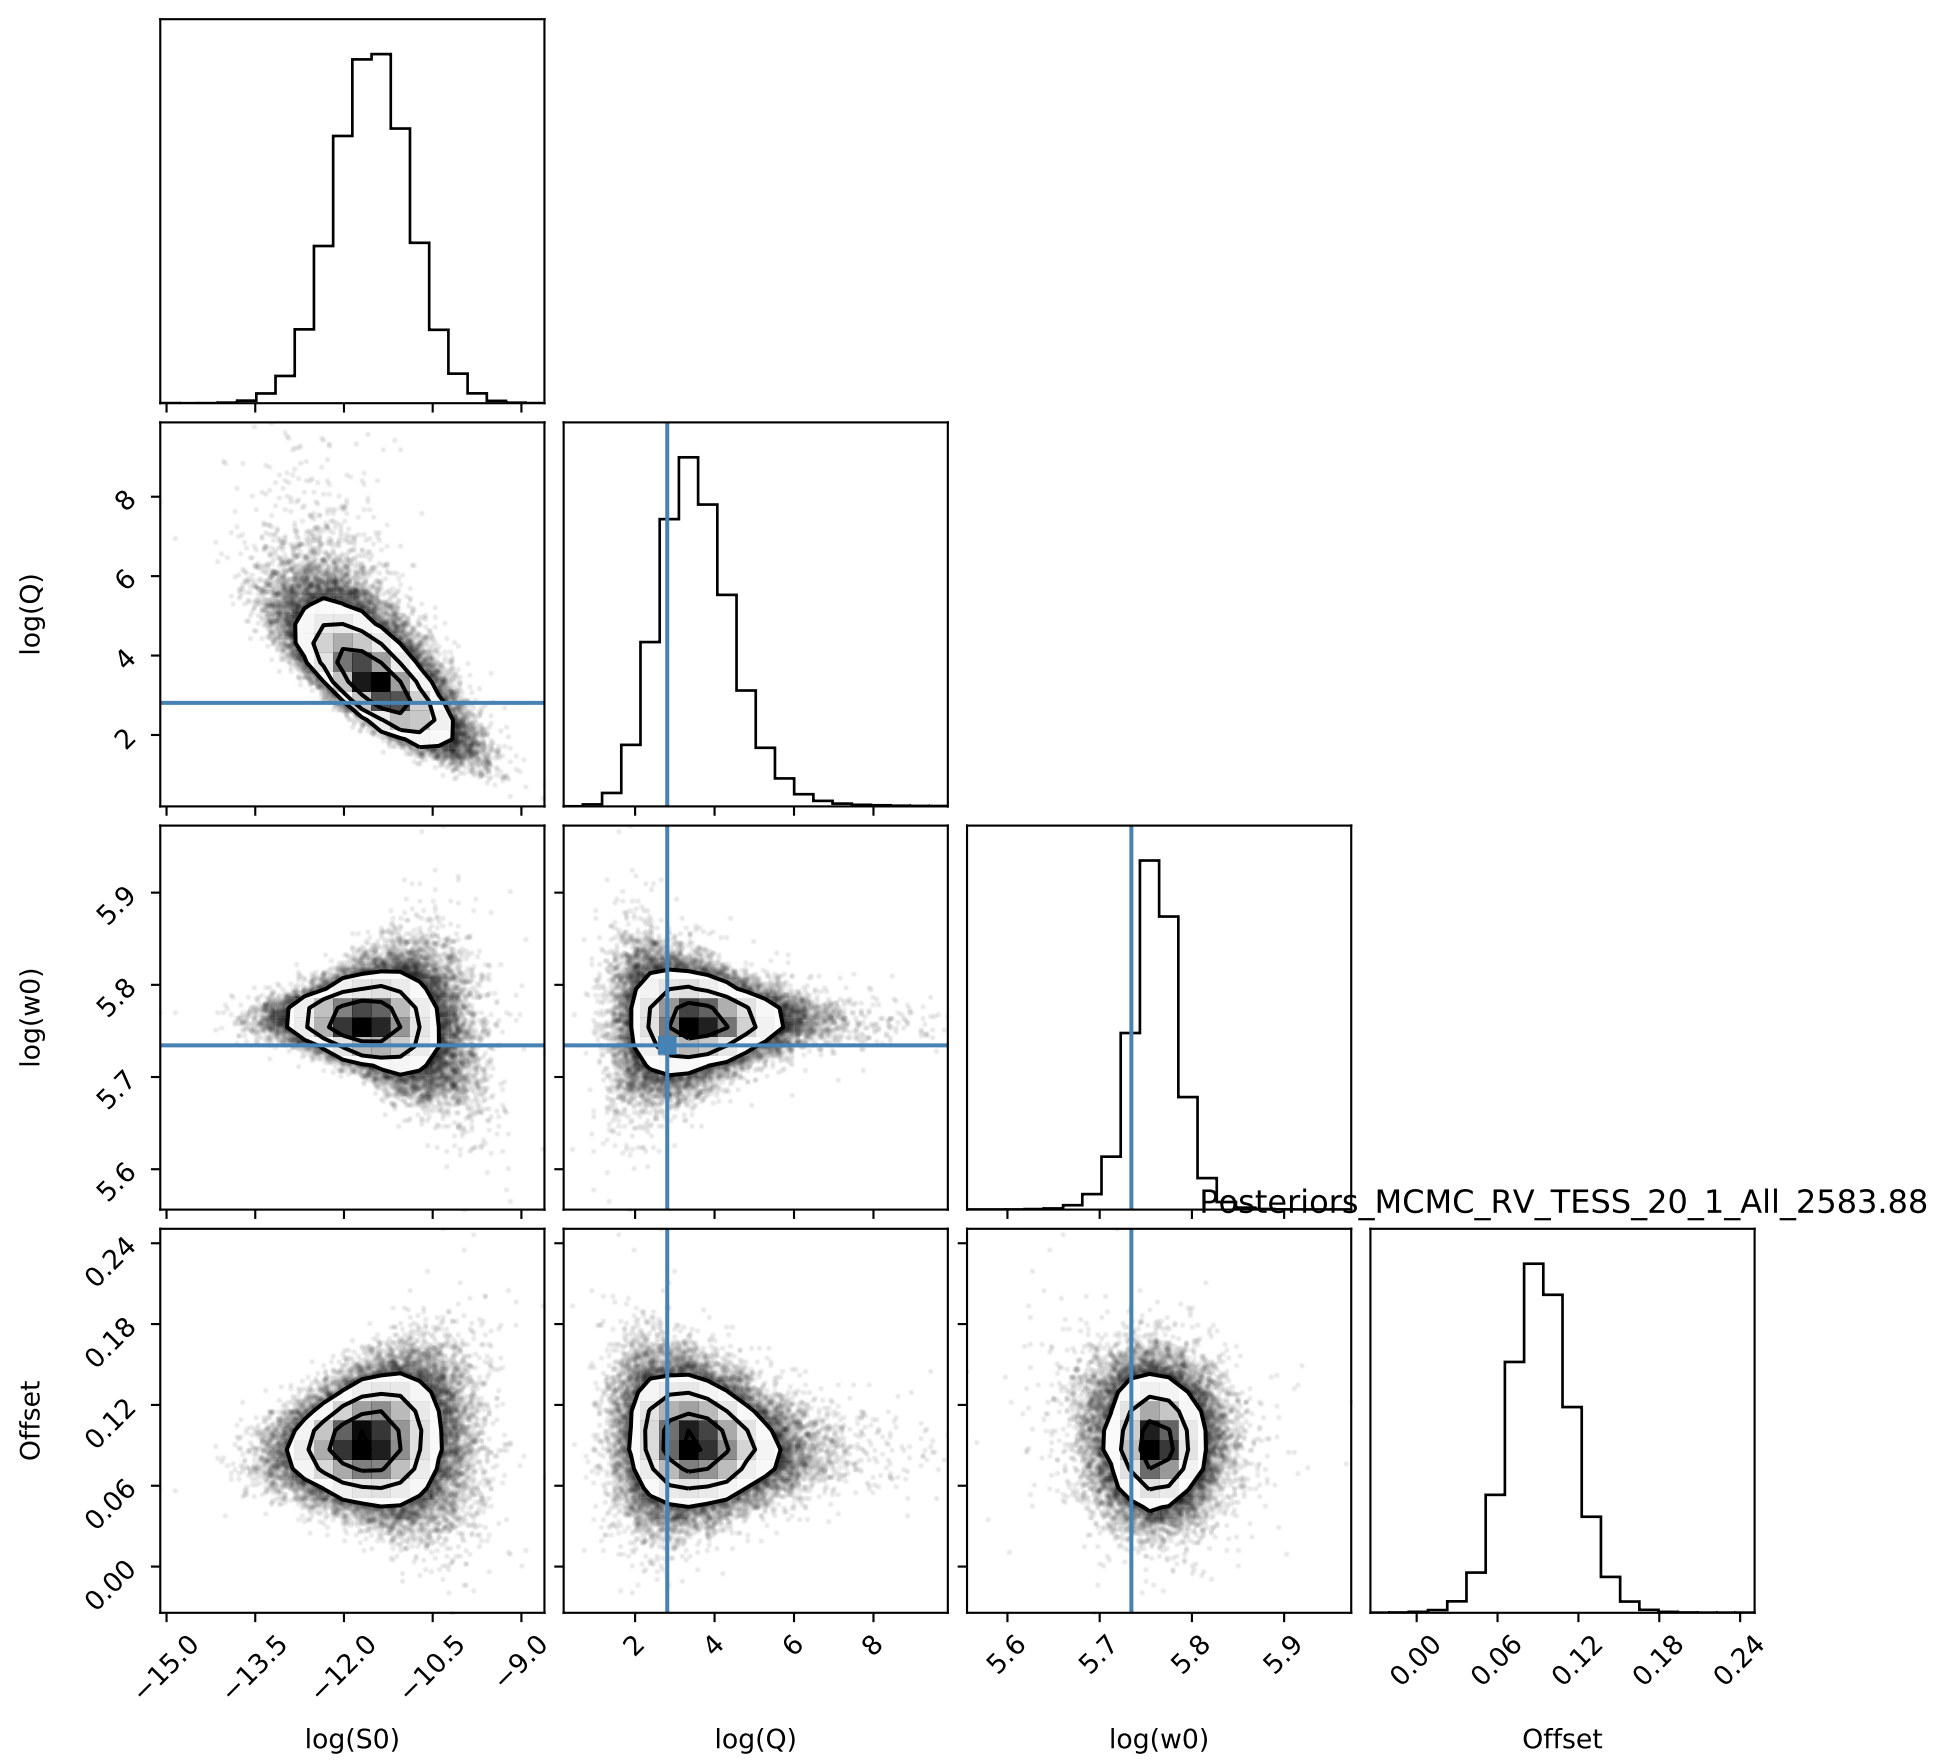 log(Q)
8
6
4
2
log(w0)
5.9
5.8
5.7
5.6
Posteriors_MCMC_RV_TESS_20_1_All_2583.88
Offset
0.24
0.18
0.12
0.06
0.00
−15.0 −13.5 −12.0 −10.5 −9.0 2 4 6 8 5.6 5.7 5.8 5.9 0.00 0.06 0.12 0.18 0.24
log(S0) log(Q) log(w0) Offset